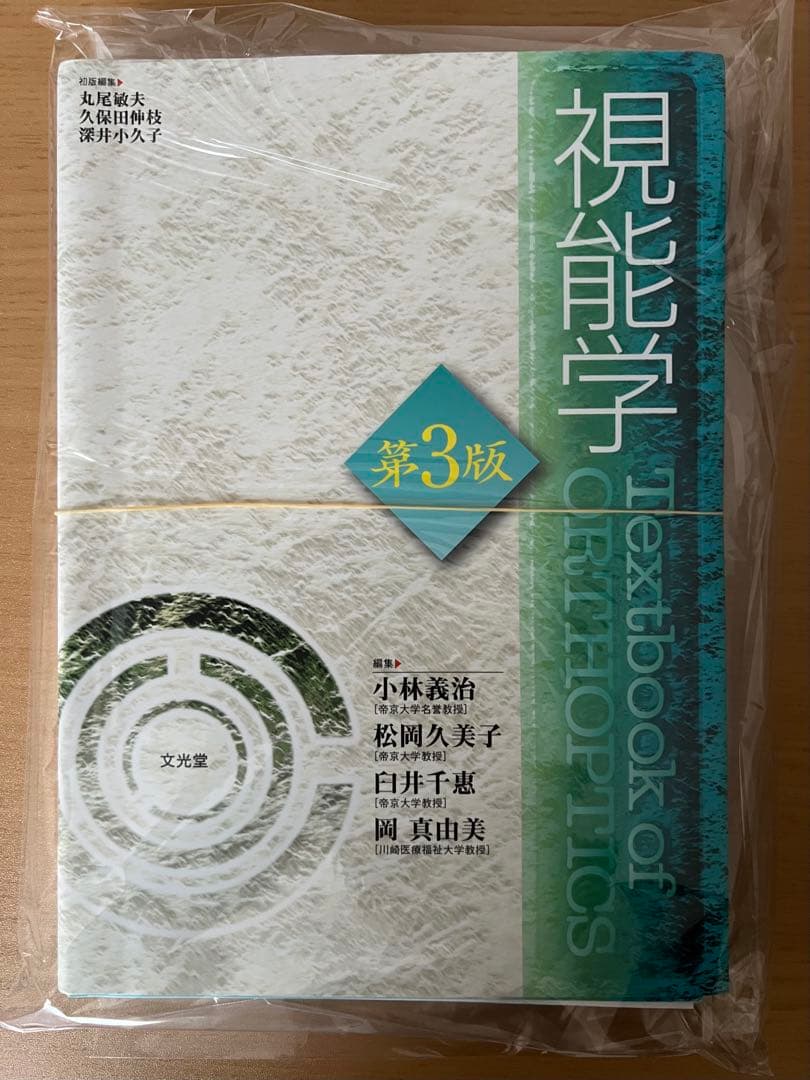 初版編集▶
丸尾敏夫
久保田伸枝
深井小久子
視能学
Textbook of
ORTHOPTICS
第3版
編集▶
小林義治
[帝京大学名誉教授]
松岡久美子
[帝京大学教授]
臼井千惠
[帝京大学教授]
岡 真由美
[川崎医療福祉大学教授]
文光堂